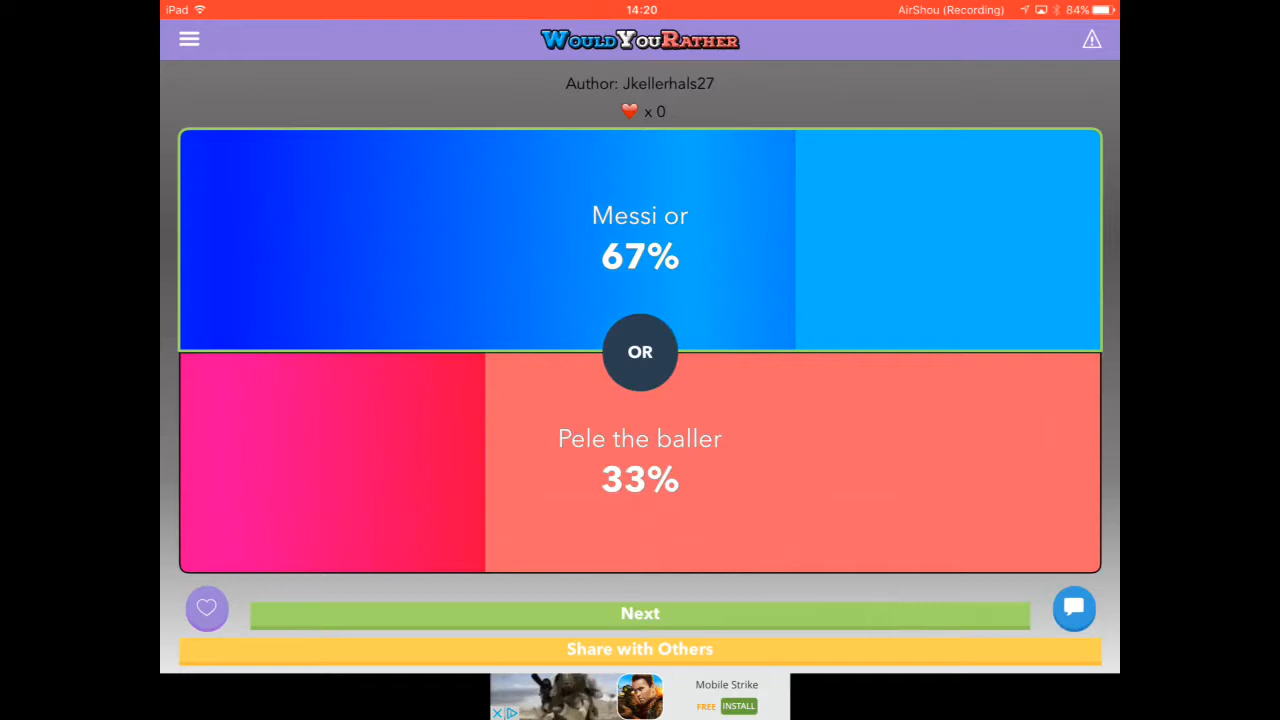 iPad 14:20 AirShou (Recording) 84%
WouldYouRather
Author: Jkellerhals27
❤️ x 0
Messi or
67%
OR
Pele the baller
33%
Next
Share with Others
Mobile Strike
FREE INSTALL